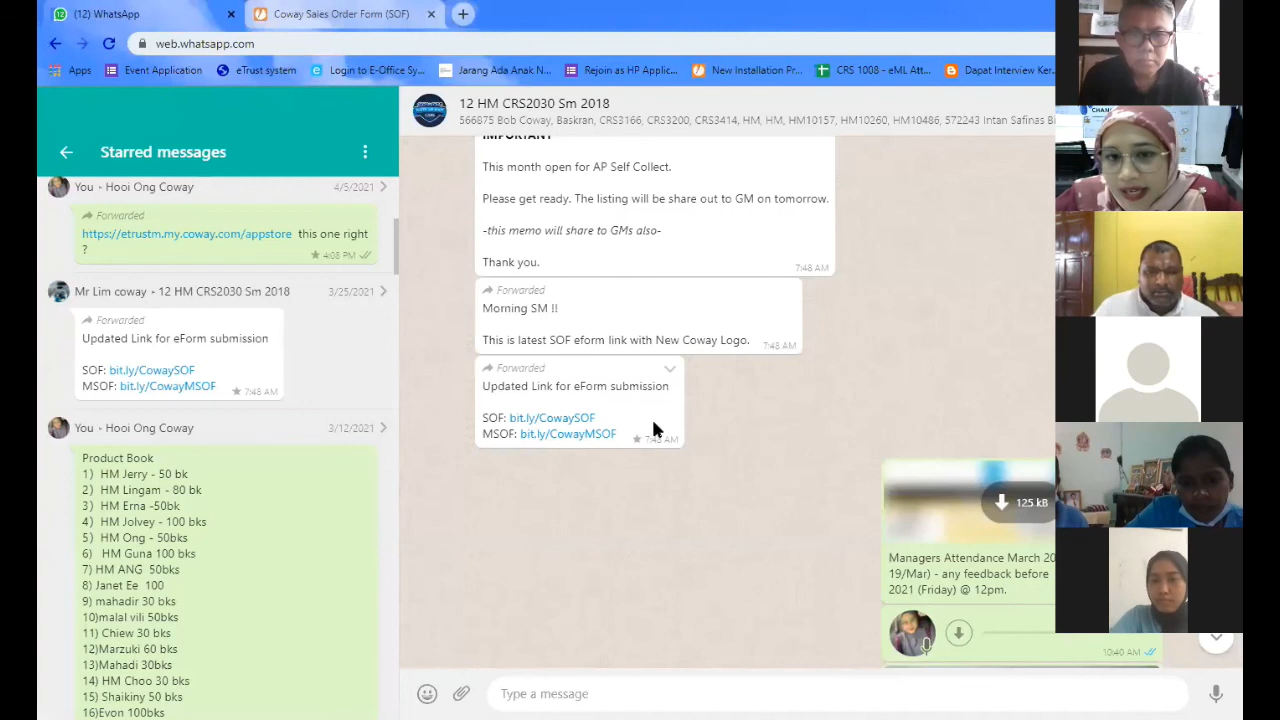 (12) WhatsApp
Coway Sales Order Form (SOF)
web.whatsapp.com
Apps
Event Application
eTrust system
Login to E-Office Sy...
Jarang Ada Anak N...
Rejoin as HP Applic...
New Installation Pr...
CRS 1008 - eML Att...
Dapat Interview Ker...
Starred messages
You • Hooi Ong Coway 4/5/2021
Forwarded
https://etrustm.my.coway.com/appstore this one right
?
4:08 PM
Mr Lim coway • 12 HM CRS2030 Sm 2018 3/25/2021
Forwarded
Updated Link for eForm submission
SOF: bit.ly/CowaySOF
MSOF: bit.ly/CowayMSOF
7:48 AM
You • Hooi Ong Coway 3/12/2021
Product Book
1) HM Jerry - 50 bk
2) HM Lingam - 80 bk
3) HM Erna -50bk
4) HM Jolvey - 100 bks
5) HM Ong - 50bks
6) HM Guna 100 bks
7) HM ANG 50bks
8) Janet Ee 100
9) mahadir 30 bks
10)malal vili 50bks
11) Chiew 30 bks
12)Marzuki 60 bks
13)Mahadi 30bks
14) HM Choo 30 bks
15) Shaikiny 50 bks
16)Evon 100bks
12 HM CRS2030 Sm 2018
566875 Bob Coway, Baskran, CRS3166, CRS3200, CRS3414, HM, HM, HM10157, HM10260, HM10486, 572243 Intan Safinas Bi
IMPORTANT
This month open for AP Self Collect.
Please get ready. The listing will be share out to GM on tomorrow.
-this memo will share to GMs also-
Thank you.
7:48 AM
Forwarded
Morning SM !!
This is latest SOF eform link with New Coway Logo.
7:48 AM
Forwarded
Updated Link for eForm submission
SOF: bit.ly/CowaySOF
MSOF: bit.ly/CowayMSOF
7:48 AM
125 kB
Managers Attendance March 20
19/Mar) - any feedback before
2021 (Friday) @ 12pm.
10:40 AM
Type a message